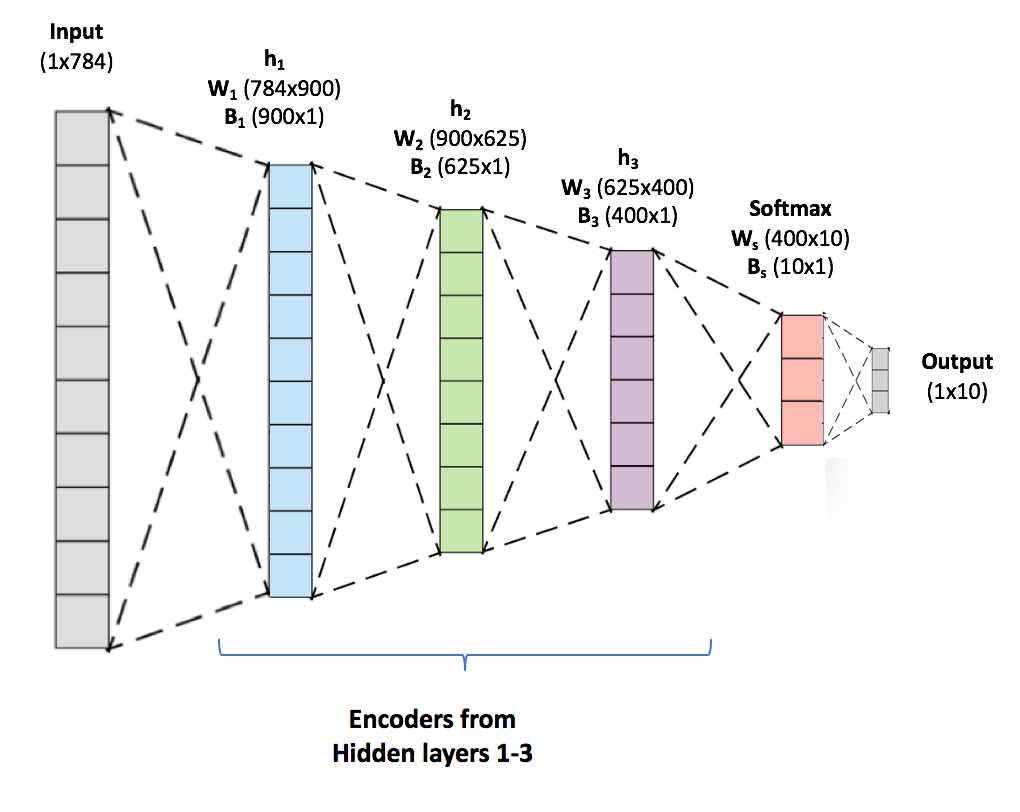 Input
(1x784)
h₁
W₁ (784x900)
B₁ (900x1)
h₂
W₂ (900x625)
B₂ (625x1)
h₃
W₃ (625x400)
B₃ (400x1)
Softmax
Wₛ (400x10)
Bₛ (10x1)
Output
(1x10)
Encoders from
Hidden layers 1-3